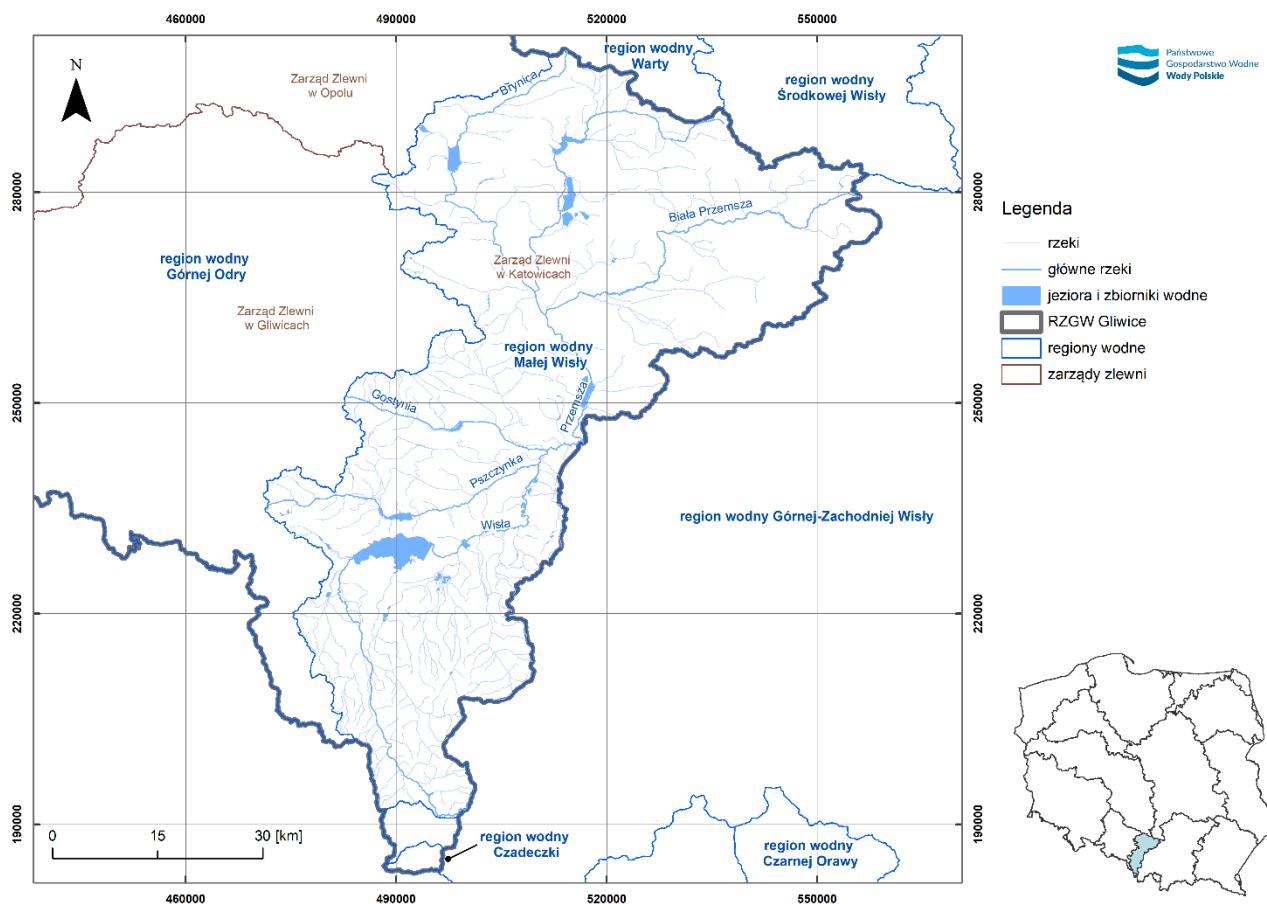 460000
490000
520000
550000
region wodny
Warty
region wodny
Środkowej Wisły
Zarząd Zlewni
w Opolu
N
Państwowe
Gospodarstwo Wodne
Wody Polskie
Brynica
280000
280000
Biała Przemsza
Legenda
rzeki
główne rzeki
jeziora i zbiorniki wodne
RZGW Gliwice
regiony wodne
zarządy zlewni
region wodny
Górnej Odry
Zarząd Zlewni
w Katowicach
Zarząd Zlewni
w Gliwicach
region wodny
Małej Wisły
250000
250000
Gostynia
Przemsza
Pszczynka
Wisła
region wodny Górnej-Zachodniej Wisły
220000
220000
190000
190000
0 15 30 [km]
region wodny
Czadeczki
region wodny
Czarnej Orawy
460000
490000
520000
550000